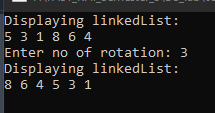 Displaying linkedList:
5 3 1 8 6 4
Enter no of rotation: 3
Displaying linkedList:
8 6 4 5 3 1